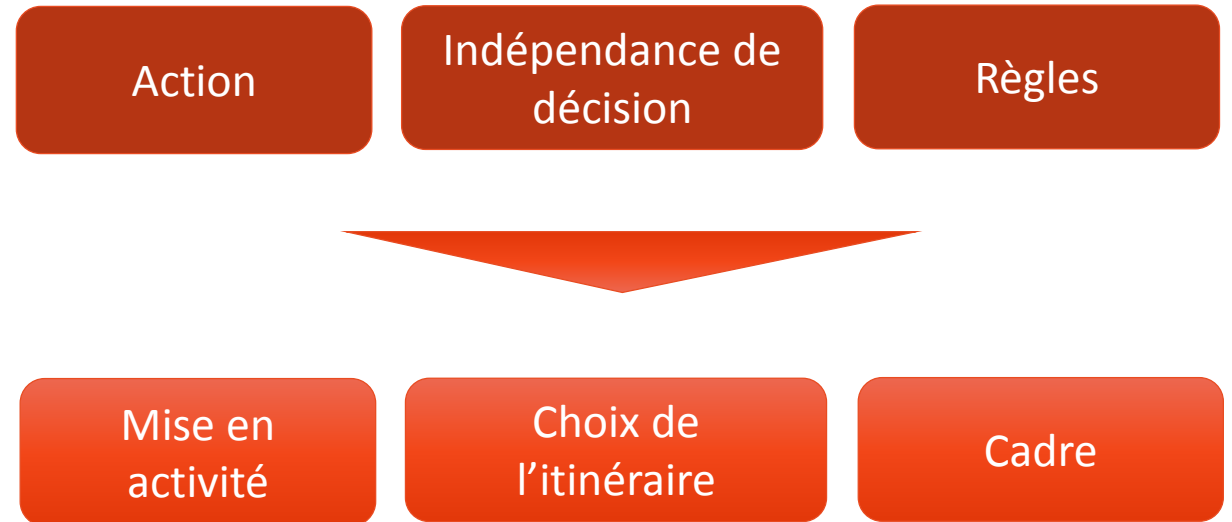 Action
Indépendance de
décision
Règles
Mise en
activité
Choix de
l’itinéraire
Cadre